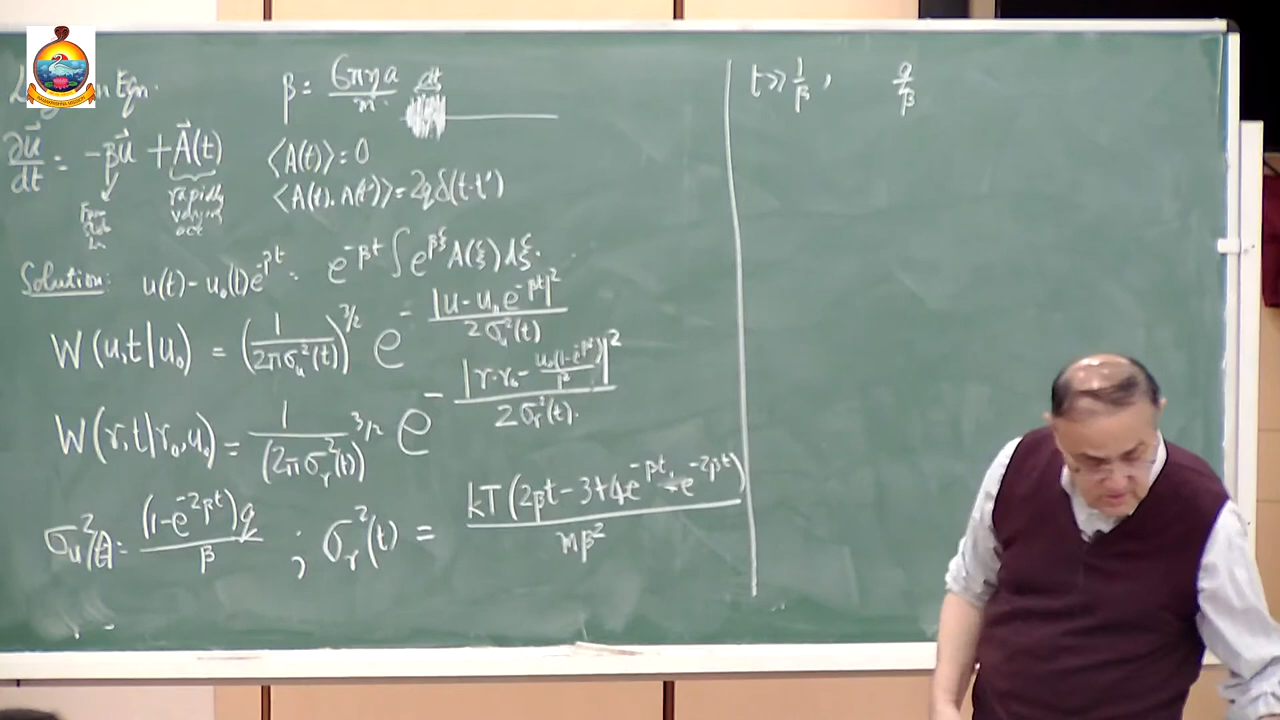 Eqn.
β = 6πηa / m
dt
∂u⃗/dt = -βu⃗ + A⃗(t)
rapidly
varying
⟨A(t)⟩ = 0
⟨A(t).A(t')⟩ = 2qδ(t-t')
Solution: u(t) - u₀(t)e^{-βt} = e^{-βt} ∫ e^{βξ} A(ξ) dξ.
W(u,t|u₀) = (1 / 2πσ_u²(t))^{3/2} e^{- |u - u₀e^{-βt}|² / 2σ_u²(t)}
W(r,t|r₀,u₀) = 1 / (2πσ_r²(t))^{3/2} e^{- |r - r₀ - u₀(1-e^{-βt})/β|² / 2σ_r²(t).}
σ_u²(t) = (1-e^{-2βt})q / β ; σ_r²(t) = kT(2βt - 3 + 4e^{-βt} - e^{-2βt}) / mβ²
t >> 1/β , q/β